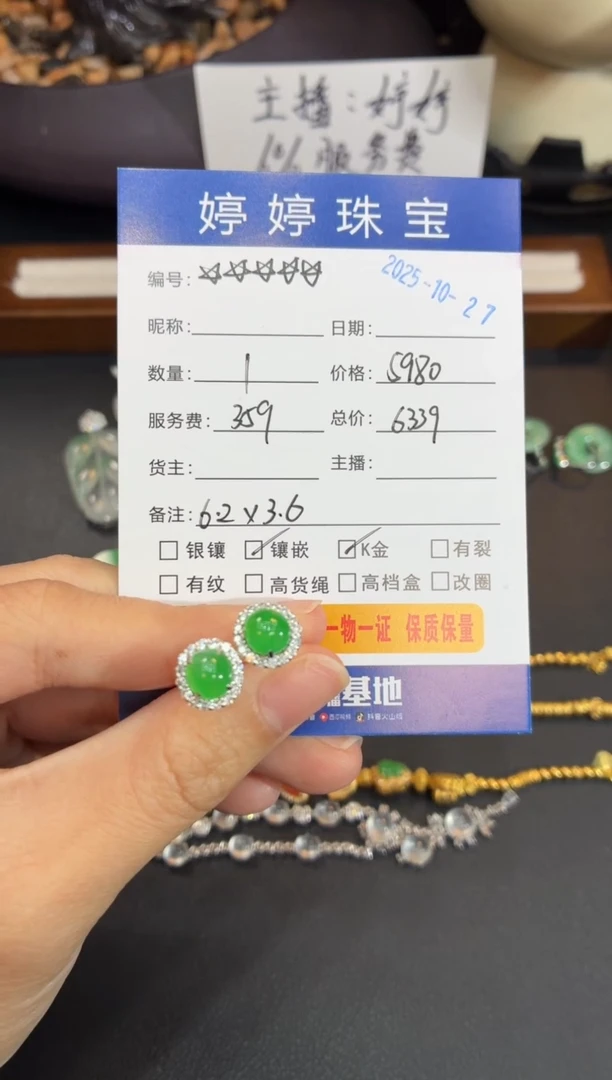 主播：婷婷
6%服务费
婷婷珠宝
编号：☆☆☆☆☆
2025-10-27
昵称： 日期：
数量：1 价格：5980
服务费：359 总价：6339
货主： 主播：
备注：6.2x3.6
□ 银镶 ☑ 镶嵌 ☑ K金 □ 有裂
□ 有纹 □ 高货绳 □ 高档盒 □ 改圈
一物一证 保质保量
基地